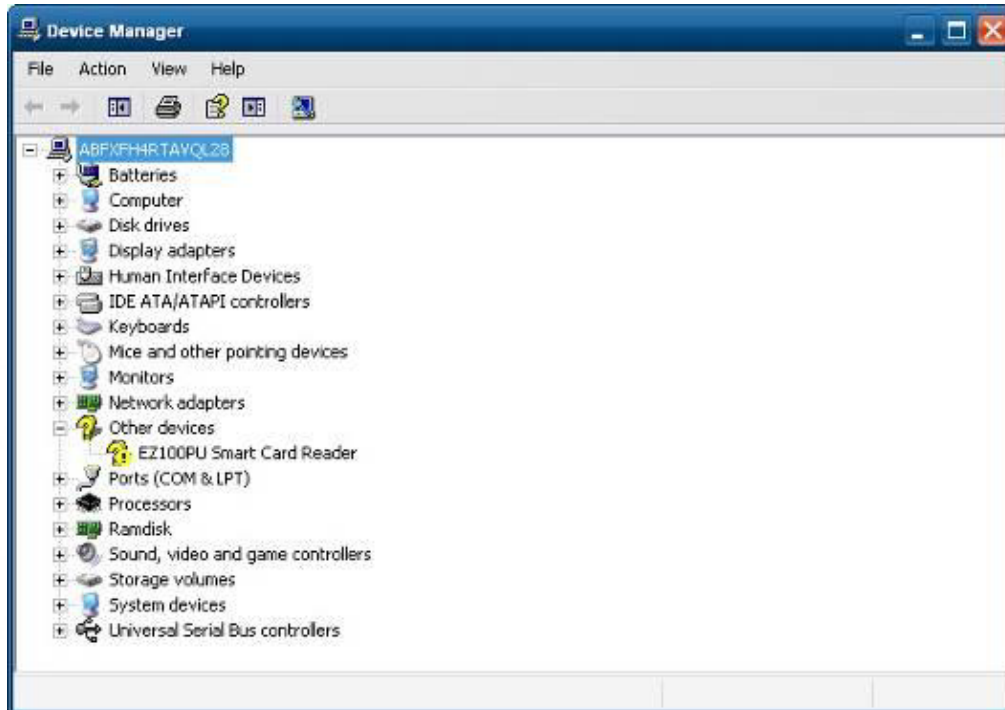 Device Manager
File Action View Help
ABFXFH4RTAVQL28
Batteries
Computer
Disk drives
Display adapters
Human Interface Devices
IDE ATA/ATAPI controllers
Keyboards
Mice and other pointing devices
Monitors
Network adapters
Other devices
EZ100PU Smart Card Reader
Ports (COM & LPT)
Processors
Ramdisk
Sound, video and game controllers
Storage volumes
System devices
Universal Serial Bus controllers